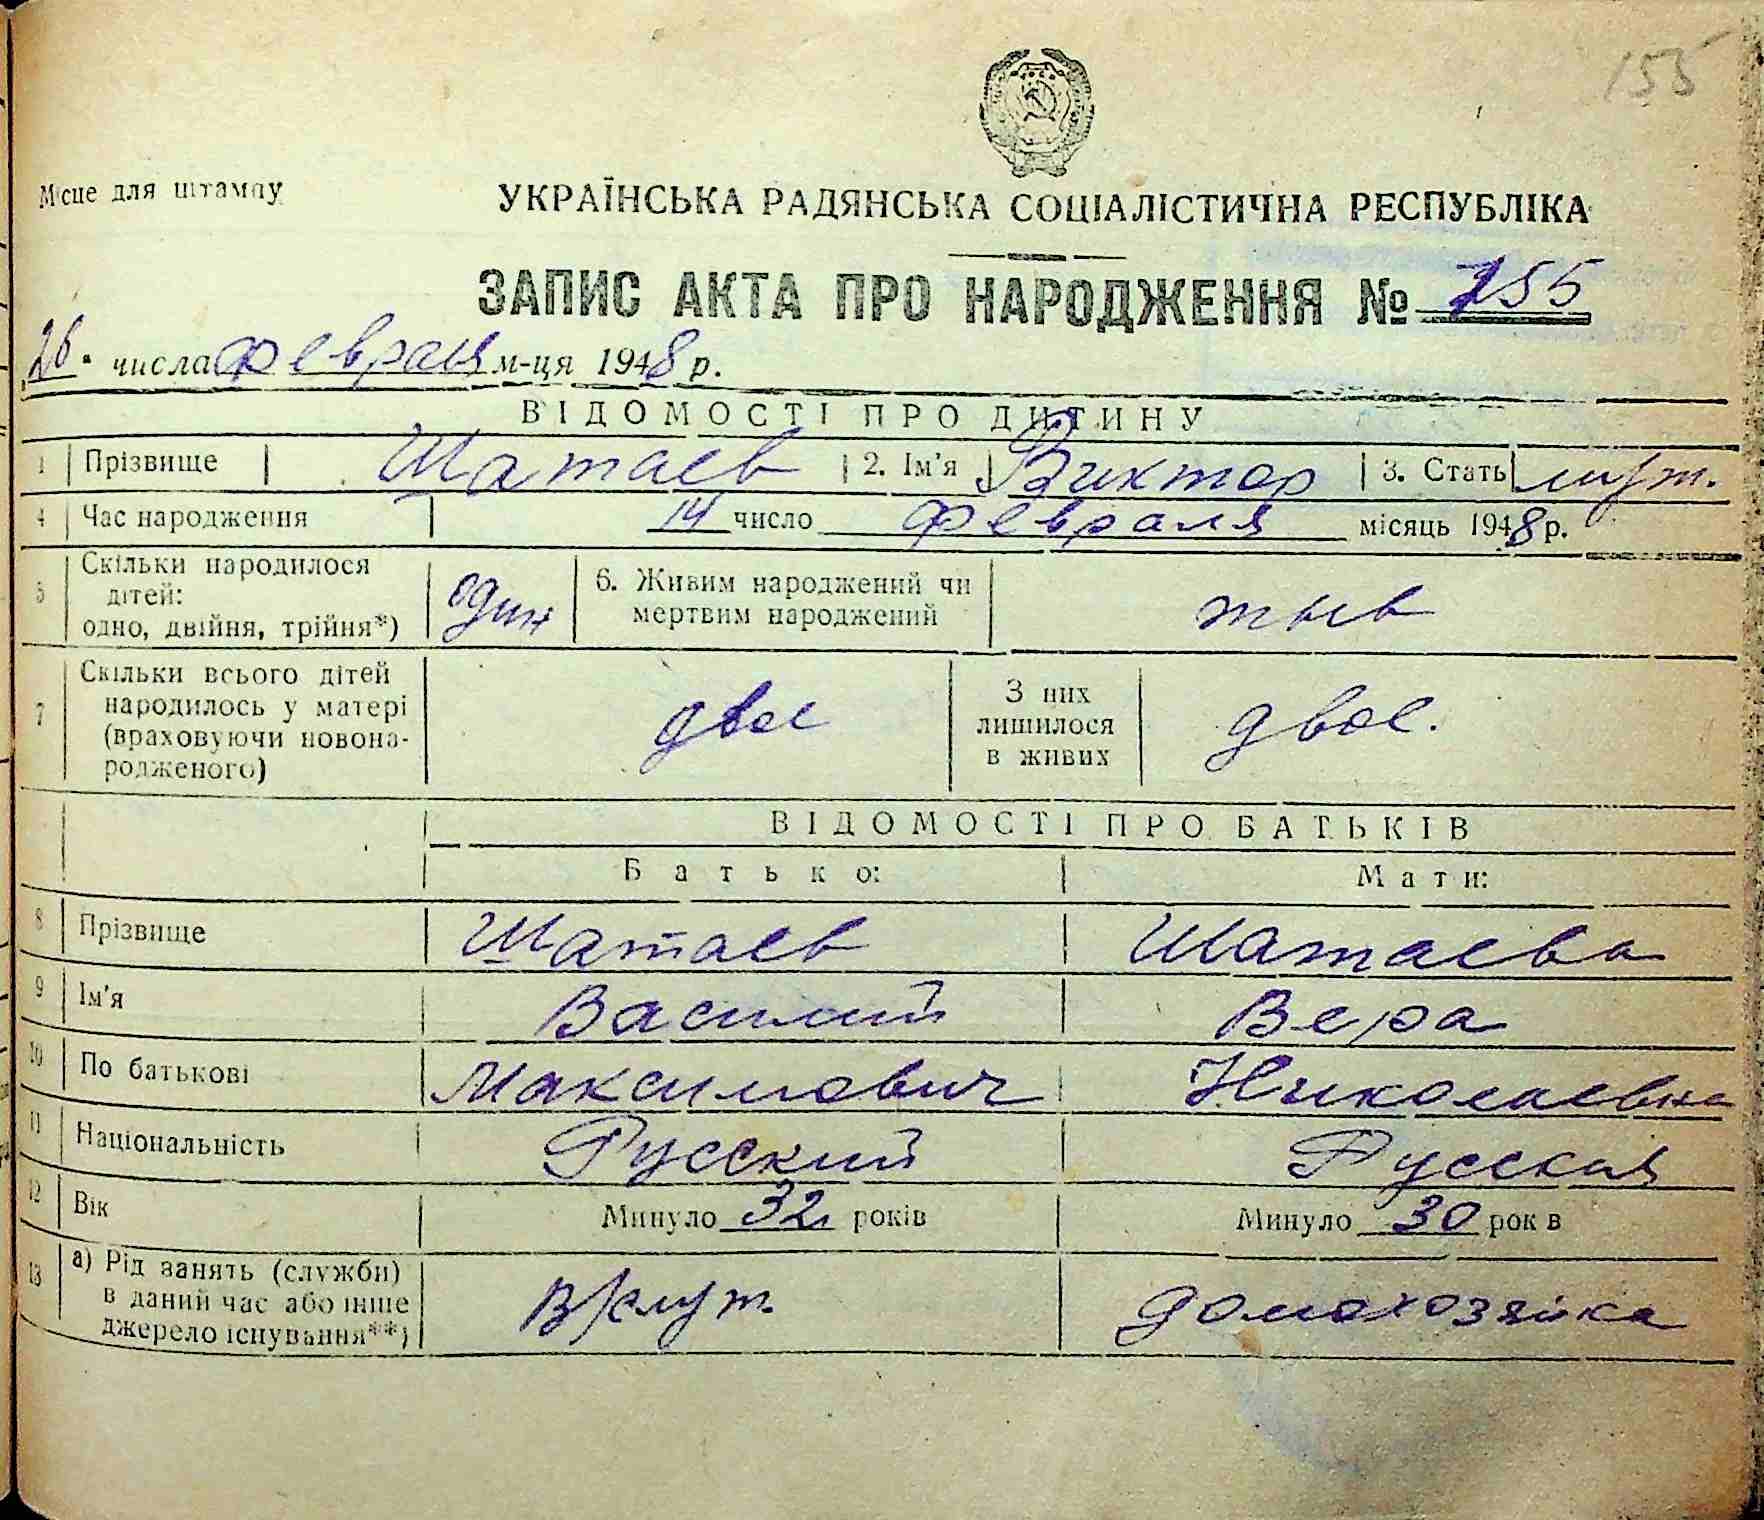 155
Місце для штампу
УКРАЇНСЬКА РАДЯНСЬКА СОЦІАЛІСТИЧНА РЕСПУБЛІКА
ЗАПИС АКТА ПРО НАРОДЖЕННЯ № 155
26. числа февраля м-ця 1948 р.
ВІДОМОСТІ ПРО ДИТИНУ
1 Прізвище Шатаев 2. Ім'я Виктор 3. Стать муж.
4 Час народження 14 число февраля місяць 1948 р.
5 Скільки народилося дітей: одно, двійня, трійня*) один 6. Живим народжений чи мертвим народжений жив
7 Скільки всього дітей народилось у матері (враховуючи новонародженого) двое З них лишилося в живих двое.
ВІДОМОСТІ ПРО БАТЬКІВ
Батько: Мати:
8 Прізвище Шатаев Шатаева
9 Ім'я Василий Вера
10 По батькові Максимович Николаевна
11 Національність Русский Русская
12 Вік Минуло 32 років Минуло 30 років
13 а) Рід занять (служби) в даний час або інше джерело існування**) в/служ. домохозяйка